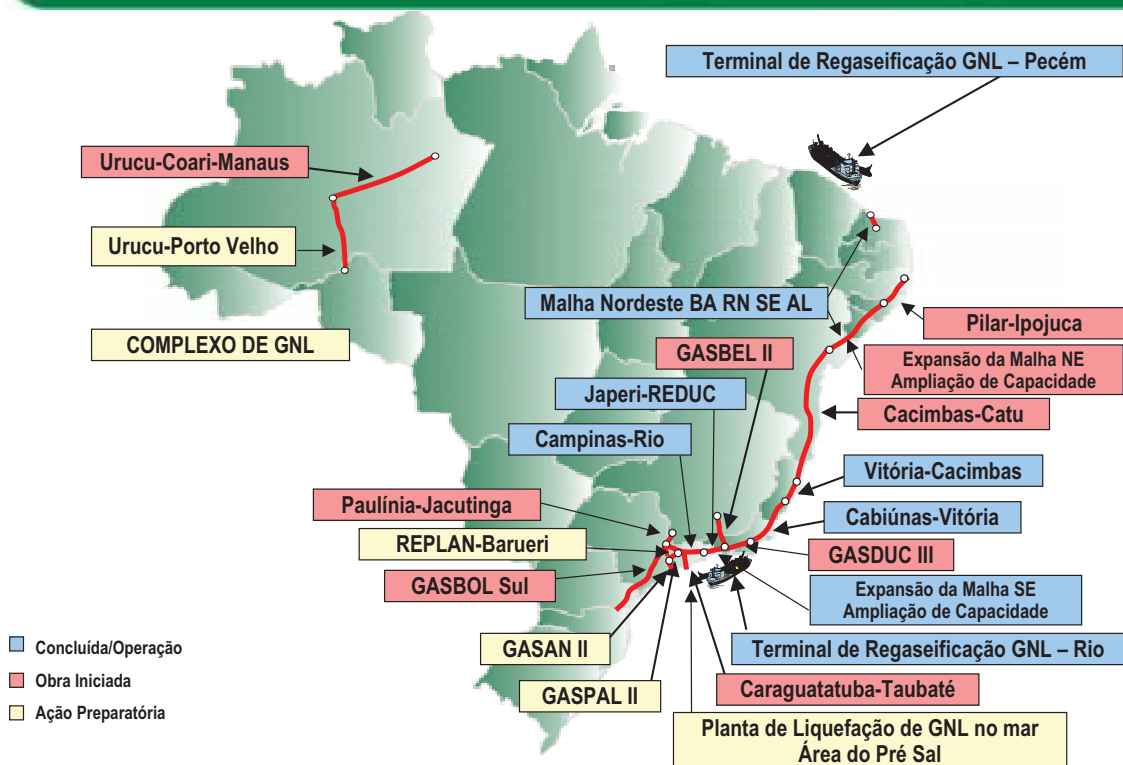 Terminal de Regaseificação GNL – Pecém
Urucu-Coari-Manaus
Urucu-Porto Velho
COMPLEXO DE GNL
Malha Nordeste BA RN SE AL
Pilar-Ipojuca
GASBEL II
Expansão da Malha NE
Ampliação de Capacidade
Japeri-REDUC
Cacimbas-Catu
Campinas-Rio
Vitória-Cacimbas
Paulínia-Jacutinga
Cabiúnas-Vitória
REPLAN-Barueri
GASDUC III
GASBOL Sul
Expansão da Malha SE
Ampliação de Capacidade
GASAN II
Terminal de Regaseificação GNL – Rio
GASPAL II
Caraguatatuba-Taubaté
Planta de Liquefação de GNL no mar
Área do Pré Sal
Concluída/Operação
Obra Iniciada
Ação Preparatória